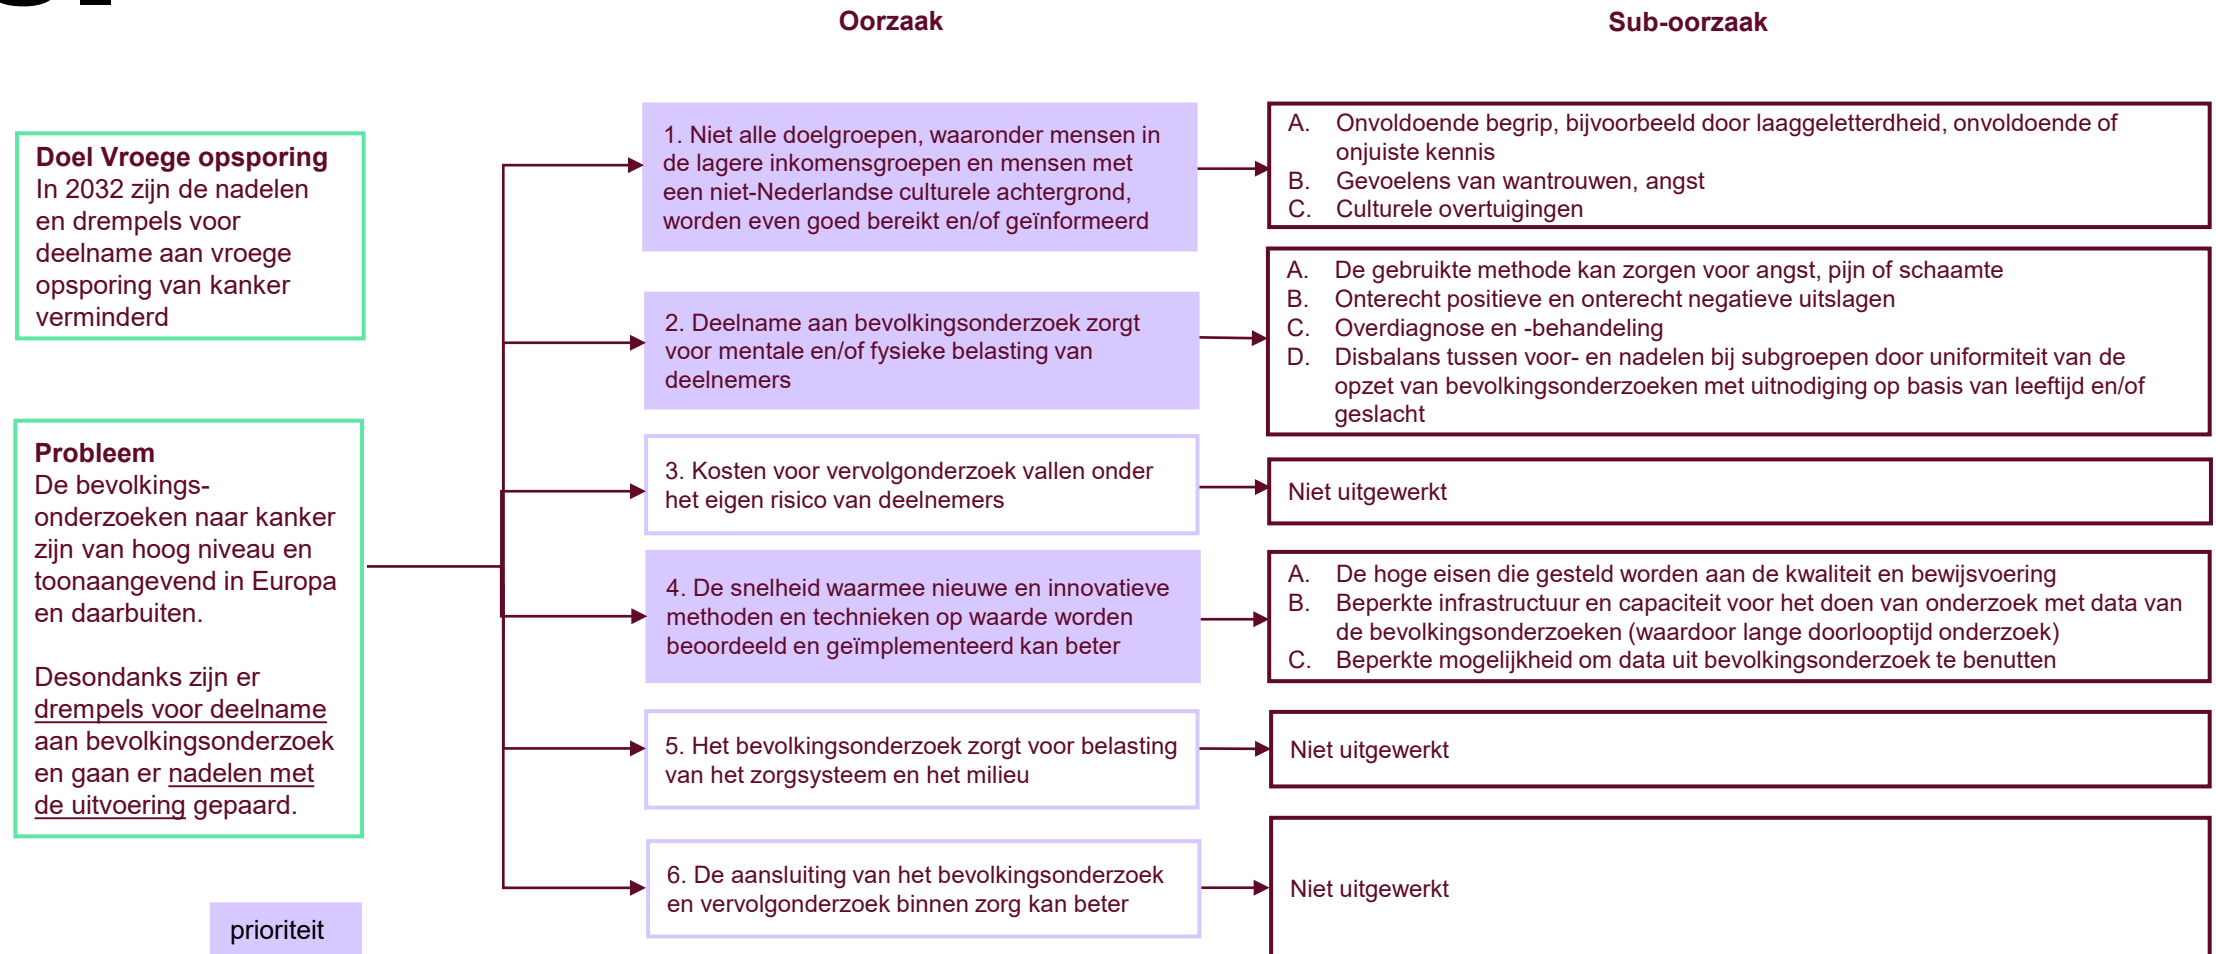 Oorzaak
Sub-oorzaak
Doel Vroege opsporing
In 2032 zijn de nadelen
en drempels voor
deelname aan vroege
opsporing van kanker
verminderd
Probleem
De bevolkings-
onderzoeken naar kanker
zijn van hoog niveau en
toonaangevend in Europa
en daarbuiten.
Desondanks zijn er
drempels voor deelname
aan bevolkingsonderzoek
en gaan er nadelen met
de uitvoering gepaard.
prioriteit
1. Niet alle doelgroepen, waaronder mensen in
de lagere inkomensgroepen en mensen met
een niet-Nederlandse culturele achtergrond,
worden even goed bereikt en/of geïnformeerd
A. Onvoldoende begrip, bijvoorbeeld door laaggeletterdheid, onvoldoende of
onjuiste kennis
B. Gevoelens van wantrouwen, angst
C. Culturele overtuigingen
2. Deelname aan bevolkingsonderzoek zorgt
voor mentale en/of fysieke belasting van
deelnemers
A. De gebruikte methode kan zorgen voor angst, pijn of schaamte
B. Onterecht positieve en onterecht negatieve uitslagen
C. Overdiagnose en -behandeling
D. Disbalans tussen voor- en nadelen bij subgroepen door uniformiteit van de
opzet van bevolkingsonderzoeken met uitnodiging op basis van leeftijd en/of
geslacht
3. Kosten voor vervolgonderzoek vallen onder
het eigen risico van deelnemers
Niet uitgewerkt
4. De snelheid waarmee nieuwe en innovatieve
methoden en technieken op waarde worden
beoordeeld en geïmplementeerd kan beter
A. De hoge eisen die gesteld worden aan de kwaliteit en bewijsvoering
B. Beperkte infrastructuur en capaciteit voor het doen van onderzoek met data van
de bevolkingsonderzoeken (waardoor lange doorlooptijd onderzoek)
C. Beperkte mogelijkheid om data uit bevolkingsonderzoek te benutten
5. Het bevolkingsonderzoek zorgt voor belasting
van het zorgsysteem en het milieu
Niet uitgewerkt
6. De aansluiting van het bevolkingsonderzoek
en vervolgonderzoek binnen zorg kan beter
Niet uitgewerkt